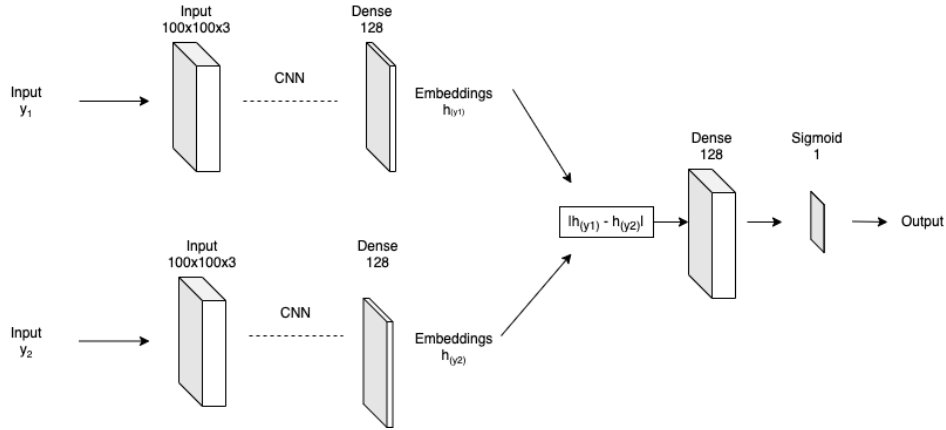 Input
100x100x3
Dense
128
CNN
Input
y1
Embeddings
h(y1)
Dense
128
Sigmoid
1
|h(y1) - h(y2)|
Output
Input
100x100x3
Dense
128
CNN
Input
y2
Embeddings
h(y2)